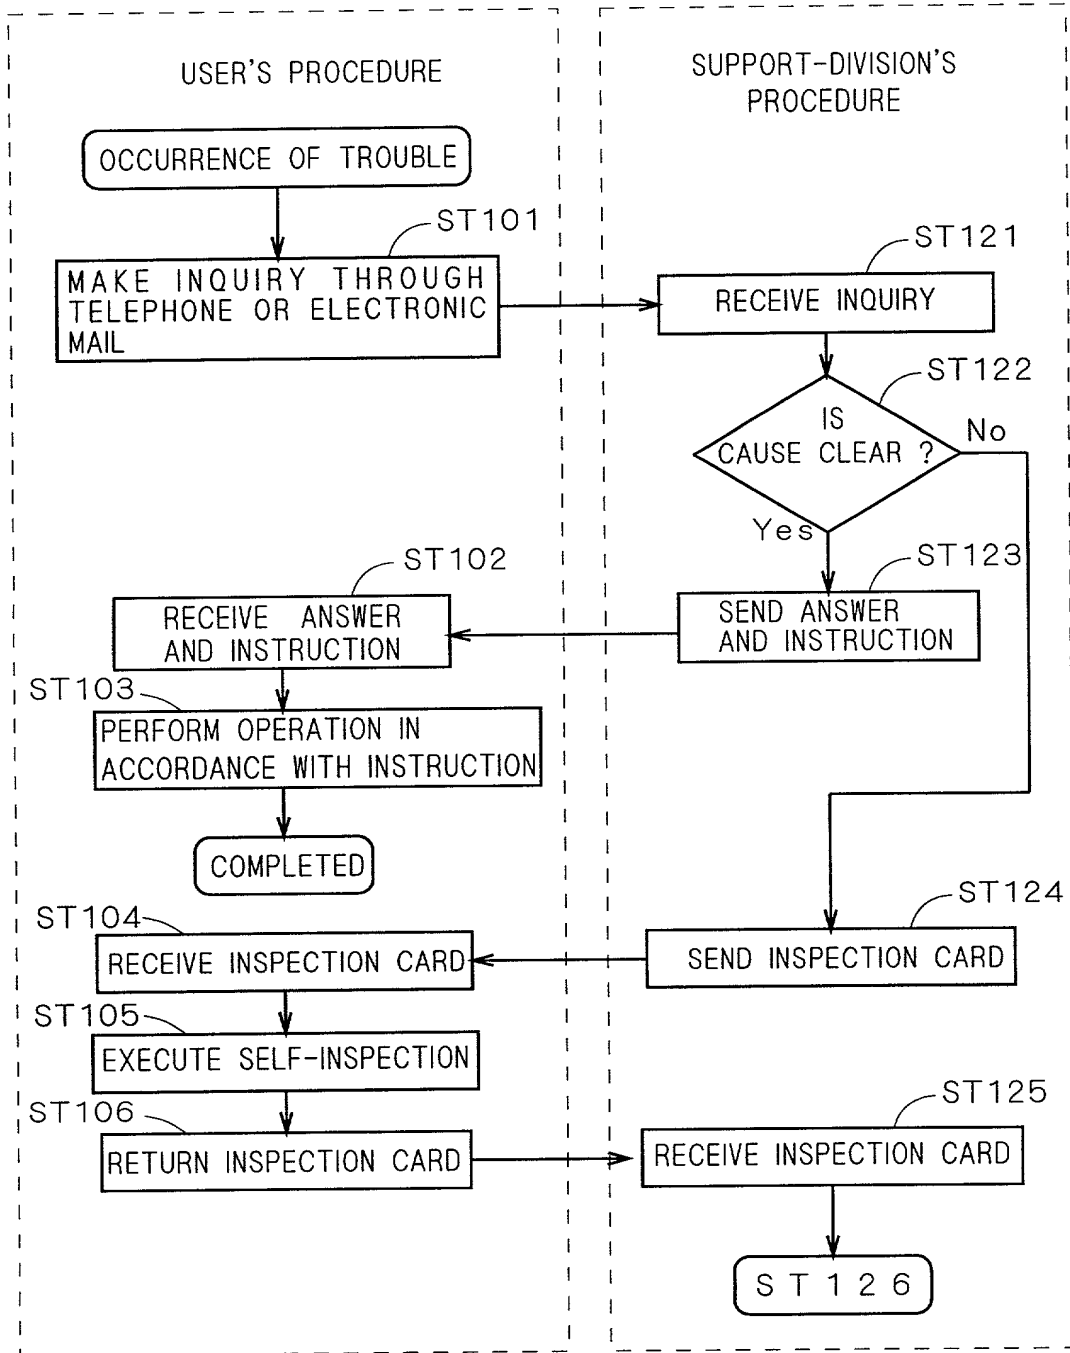 USER'S PROCEDURE
SUPPORT-DIVISION'S
PROCEDURE
OCCURRENCE OF TROUBLE
ST101
MAKE INQUIRY THROUGH
TELEPHONE OR ELECTRONIC
MAIL
ST121
RECEIVE INQUIRY
ST122
IS
CAUSE CLEAR ?
No
Yes
ST123
SEND ANSWER
AND INSTRUCTION
ST102
RECEIVE ANSWER
AND INSTRUCTION
ST103
PERFORM OPERATION IN
ACCORDANCE WITH INSTRUCTION
COMPLETED
ST124
SEND INSPECTION CARD
ST104
RECEIVE INSPECTION CARD
ST105
EXECUTE SELF-INSPECTION
ST106
RETURN INSPECTION CARD
ST125
RECEIVE INSPECTION CARD
ST126